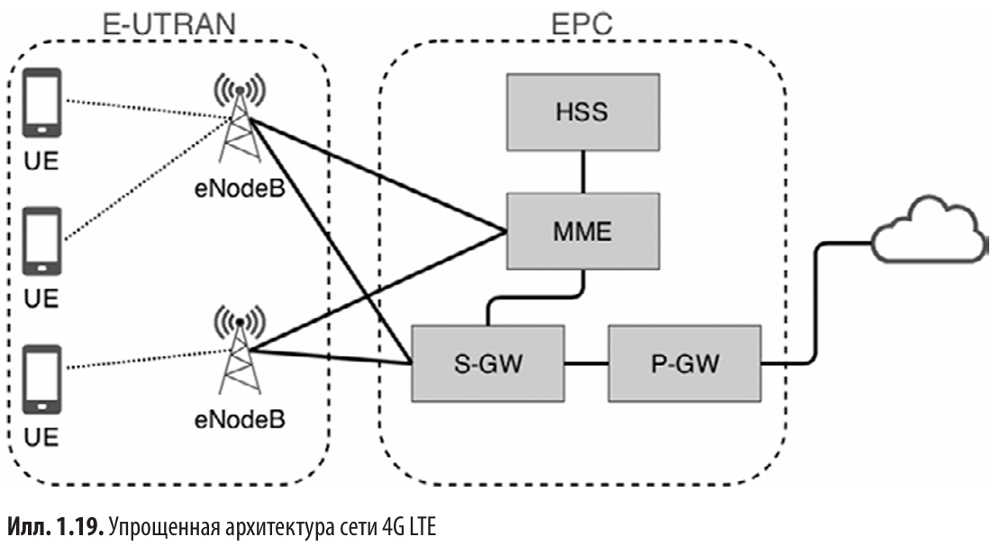 E-UTRAN
EPC
UE
eNodeB
UE
eNodeB
UE
HSS
MME
S-GW
P-GW
Илл. 1.19. Упрощенная архитектура сети 4G LTE